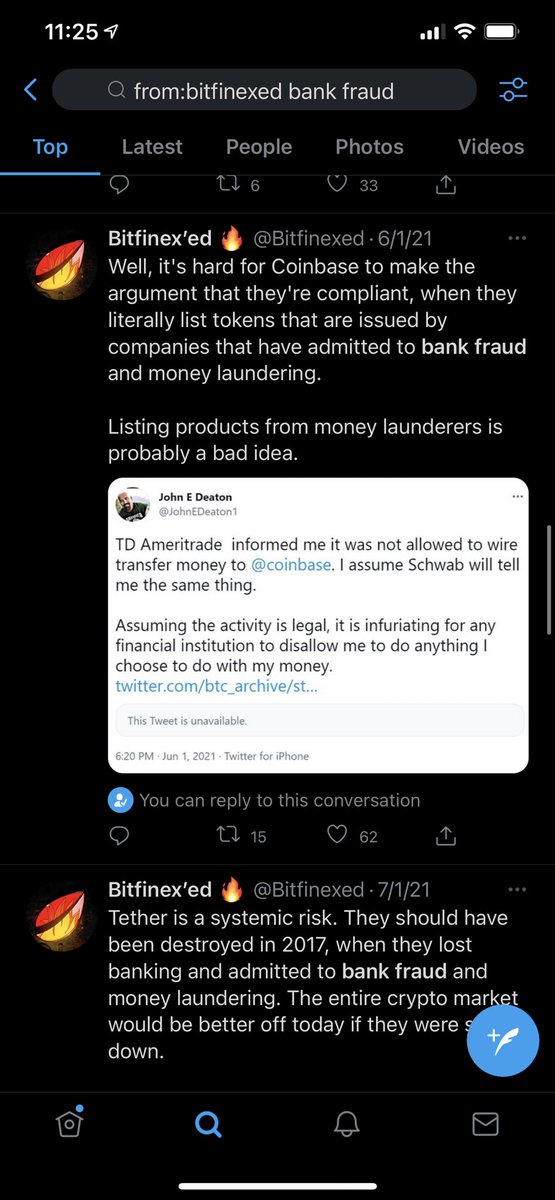 11:25
from:bitfinexed bank fraud
Top Latest People Photos Videos
6 33
Bitfinex'ed 🔥 @Bitfinexed · 6/1/21
Well, it's hard for Coinbase to make the
argument that they're compliant, when they
literally list tokens that are issued by
companies that have admitted to bank fraud
and money laundering.
Listing products from money launderers is
probably a bad idea.
John E Deaton
@JohnEDeaton1
TD Ameritrade informed me it was not allowed to wire
transfer money to @coinbase. I assume Schwab will tell
me the same thing.
Assuming the activity is legal, it is infuriating for any
financial institution to disallow me to do anything I
choose to do with my money.
twitter.com/btc_archive/st...
This Tweet is unavailable.
6:20 PM · Jun 1, 2021 · Twitter for iPhone
You can reply to this conversation
15 62
Bitfinex'ed 🔥 @Bitfinexed · 7/1/21
Tether is a systemic risk. They should have
been destroyed in 2017, when they lost
banking and admitted to bank fraud and
money laundering. The entire crypto market
would be better off today if they were
down.